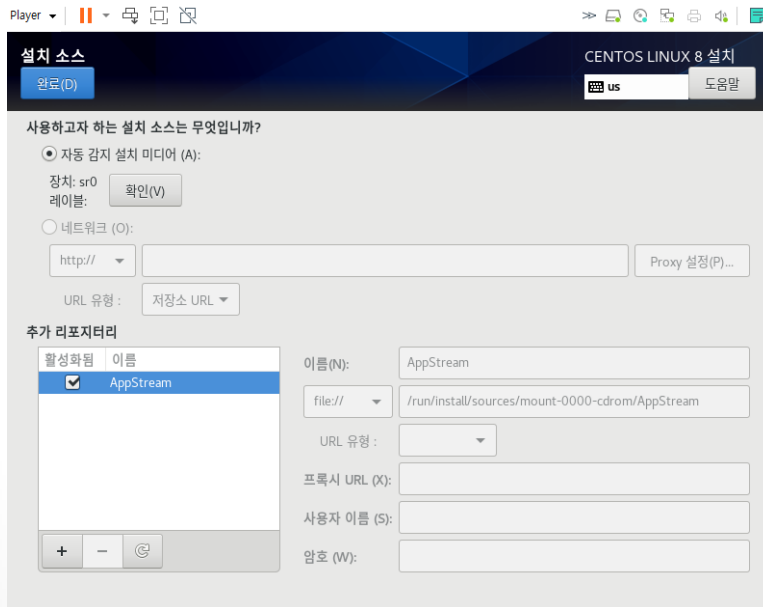 Player
설치 소스
CENTOS LINUX 8 설치
완료(D)
us
도움말
사용하고자 하는 설치 소스는 무엇입니까?
자동 감지 설치 미디어 (A):
장치: sr0
레이블:
확인(V)
네트워크 (O):
http://
Proxy 설정(P)...
URL 유형 :
저장소 URL
추가 리포지터리
활성화됨 이름
AppStream
이름(N):
AppStream
file://
/run/install/sources/mount-0000-cdrom/AppStream
URL 유형 :
프록시 URL (X):
사용자 이름 (S):
암호 (W):